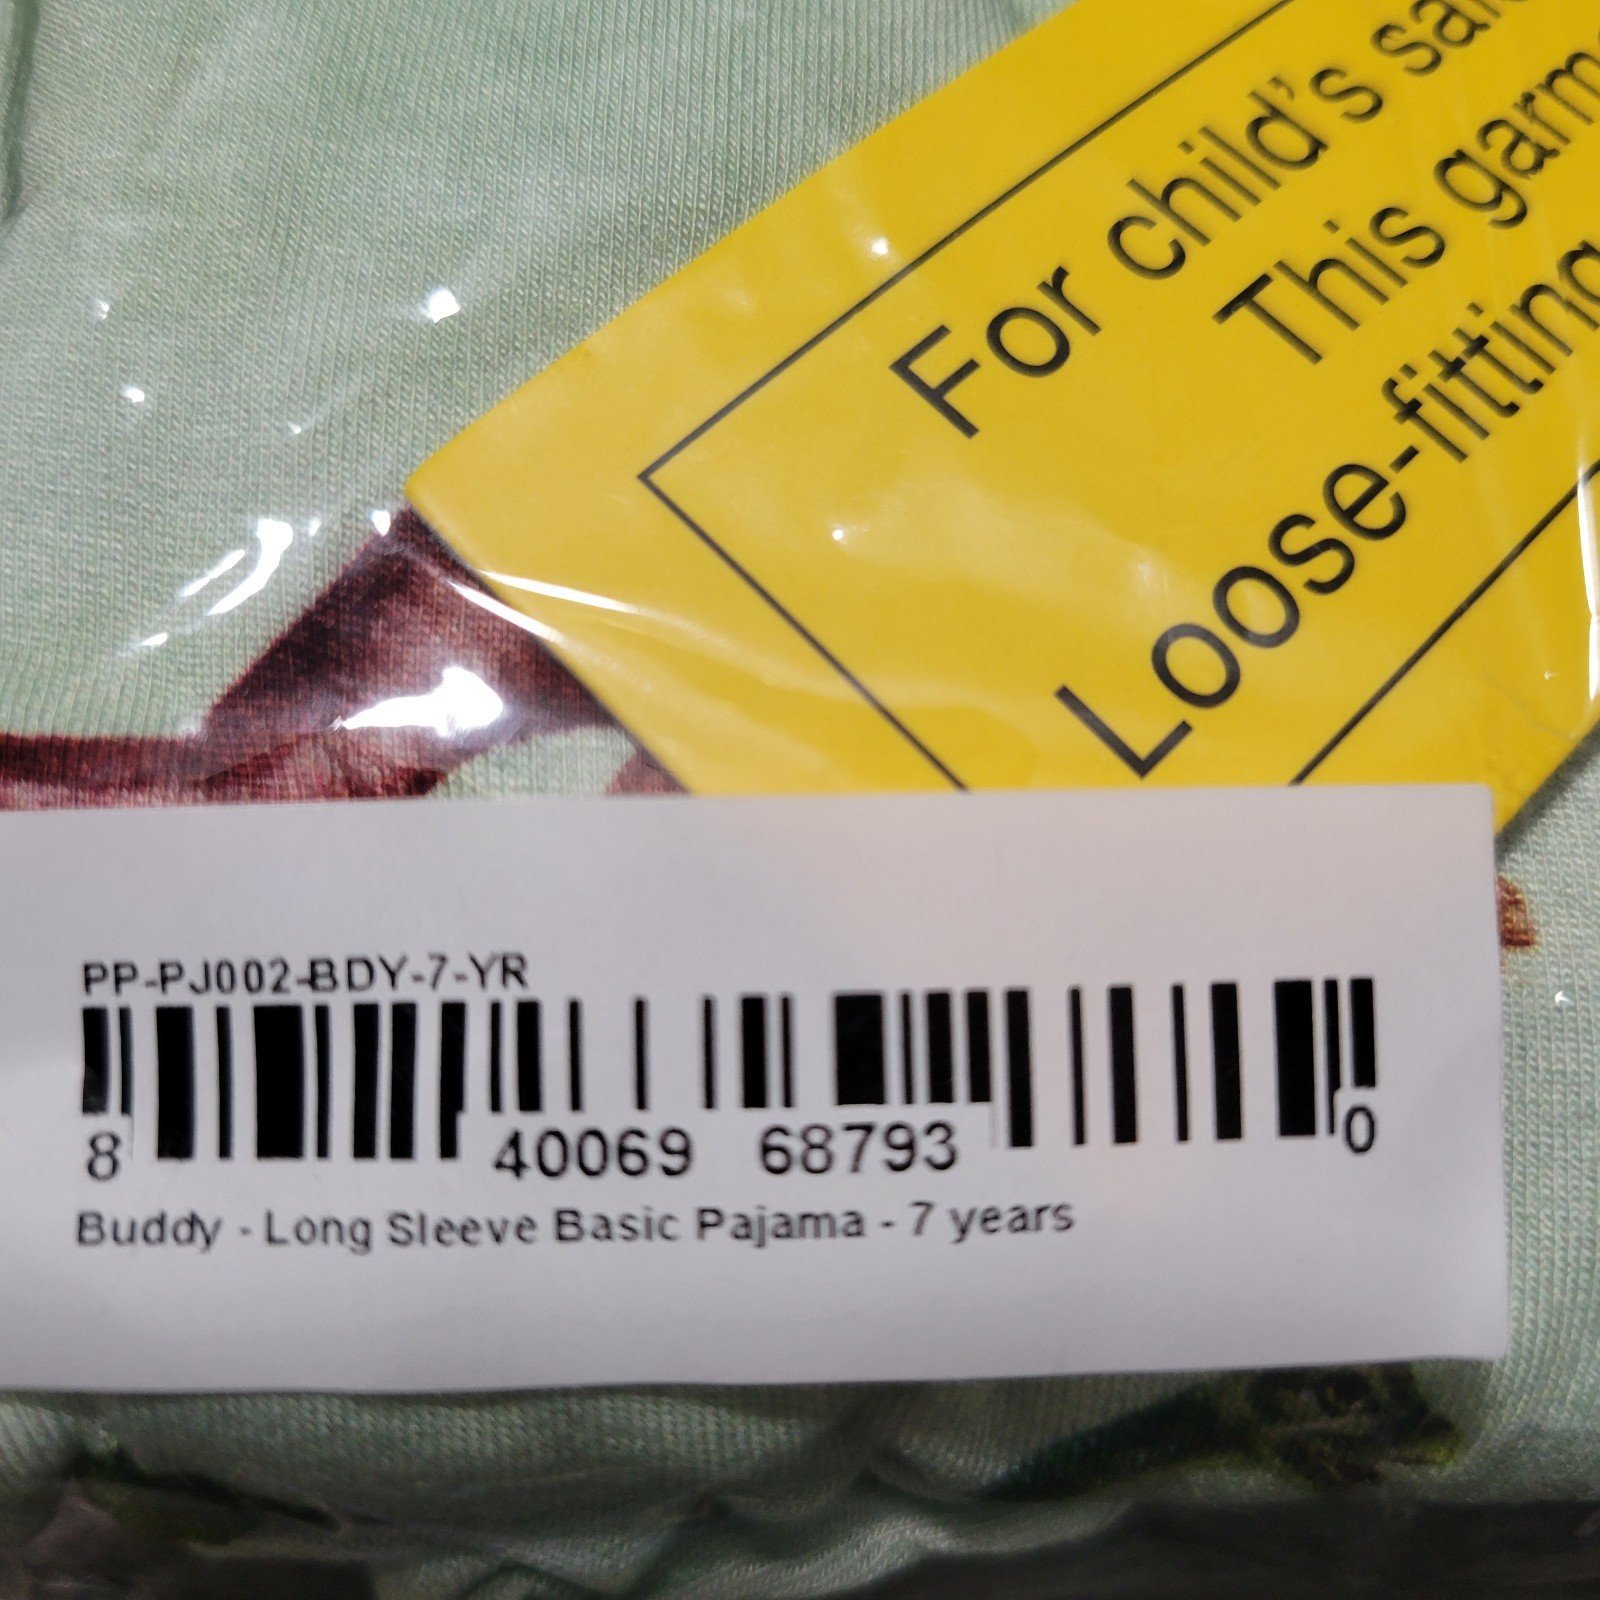 For child's
This
Loose-fitting
PP-PJ002-BDY-7-YR
8 40069 68793 0
Buddy - Long Sleeve Basic Pajama - 7 years